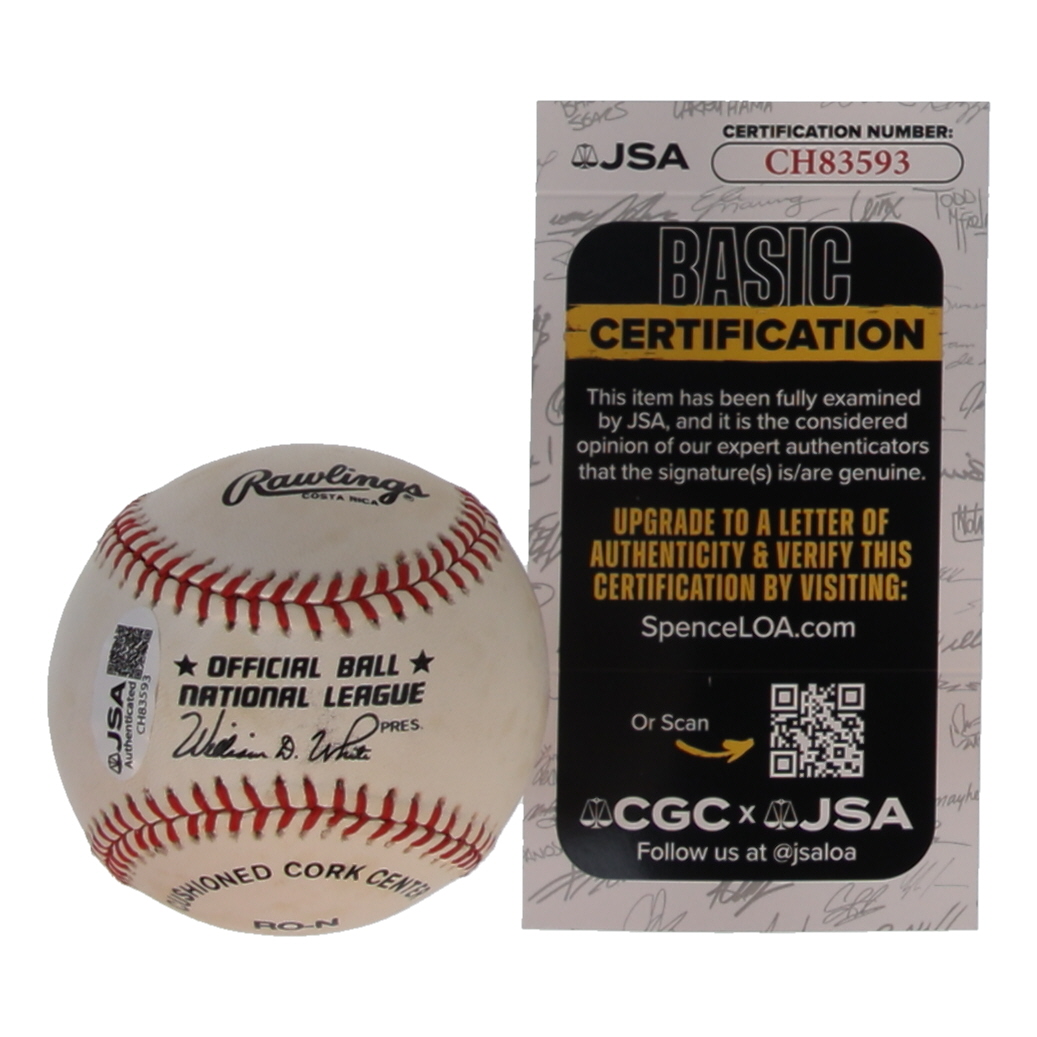 Rawlings®
COSTA RICA
★ OFFICIAL BALL ★
NATIONAL LEAGUE
William D. White PRES.
JSA
Authenticated
CH83593
CUSHIONED CORK CENTER
RO-N
JSA
CERTIFICATION NUMBER:
CH83593
BASIC
CERTIFICATION
This item has been fully examined
by JSA, and it is the considered
opinion of our expert authenticators
that the signature(s) is/are genuine.
UPGRADE TO A LETTER OF
AUTHENTICITY & VERIFY THIS
CERTIFICATION BY VISITING:
SpenceLOA.com
Or Scan
CGC x JSA
Follow us at @jsaloa